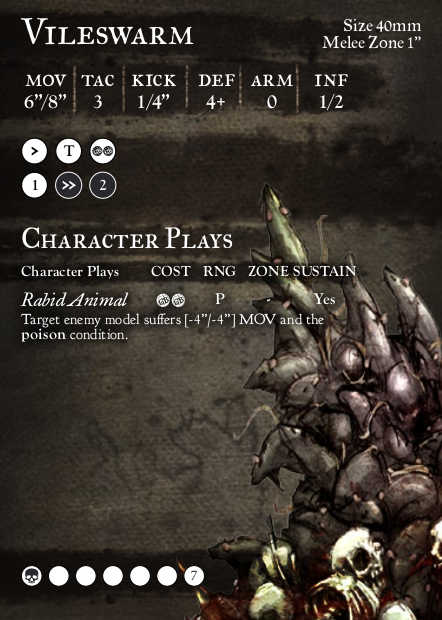 Vileswarm
Size 40mm
Melee Zone 1"
MOV TAC KICK DEF ARM INF
6"/8" 3 1/4" 4+ 0 1/2
> T
1 >> 2
Character Plays
Character Plays COST RNG ZONE SUSTAIN
Rabid Animal P - Yes
Target enemy model suffers [-4"/-4"] MOV and the
poison condition.
7